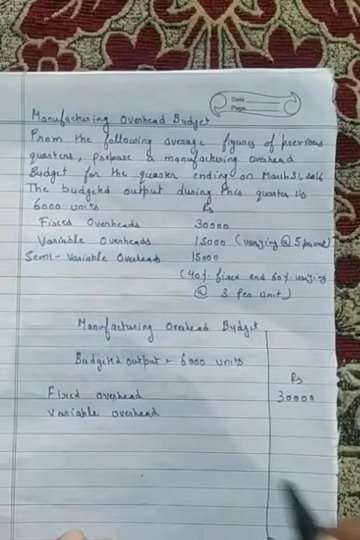 Date
Page
Manufacturing Overhead Budget
From the following average figures of previous
quarters, prepare a manufacturing overhead
Budget for the quarter ending on March 31, 2016
The budgeted output during this quarter is
6000 units Rs
Fixed Overheads 30000
Variable Overheads 15000 (varying @ 5 per unit)
Semi-Variable Overheads 15000
(40% fixed and 60% varying
@ 3 Per unit)
Manufacturing Overhead Budget
Budgeted output = 6000 units
Rs
Fixed overhead 30000
Variable overhead